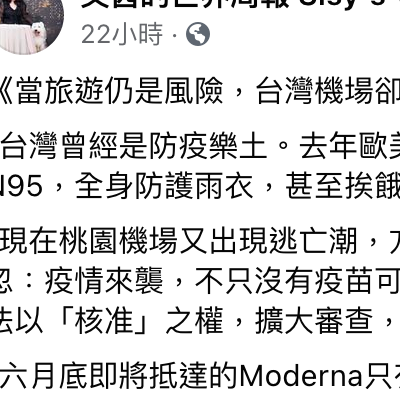 22小時
《當旅遊仍是風險，台灣機場卻
台灣曾經是防疫樂土。去年歐美
N95，全身防護雨衣，甚至挨餓
現在桃園機場又出現逃亡潮，
認：疫情來襲，不只沒有疫苗可
法以「核准」之權，擴大審查，
六月底即將抵達的Moderna只